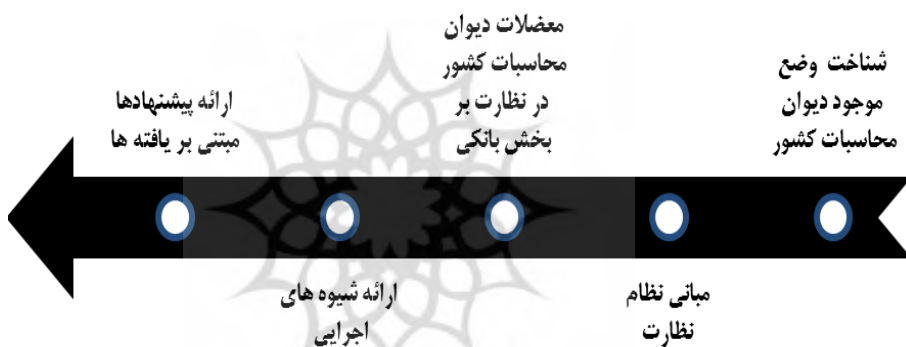 شناخت وضع
موجود دیوان
محاسبات کشور
مبانی نظام
نظارت
معضلات دیوان
محاسبات کشور
در نظارت بر
بخش بانکی
ارائه شیوه های
اجرایی
ارائه پیشنهادها
مبتنی بر یافته ها